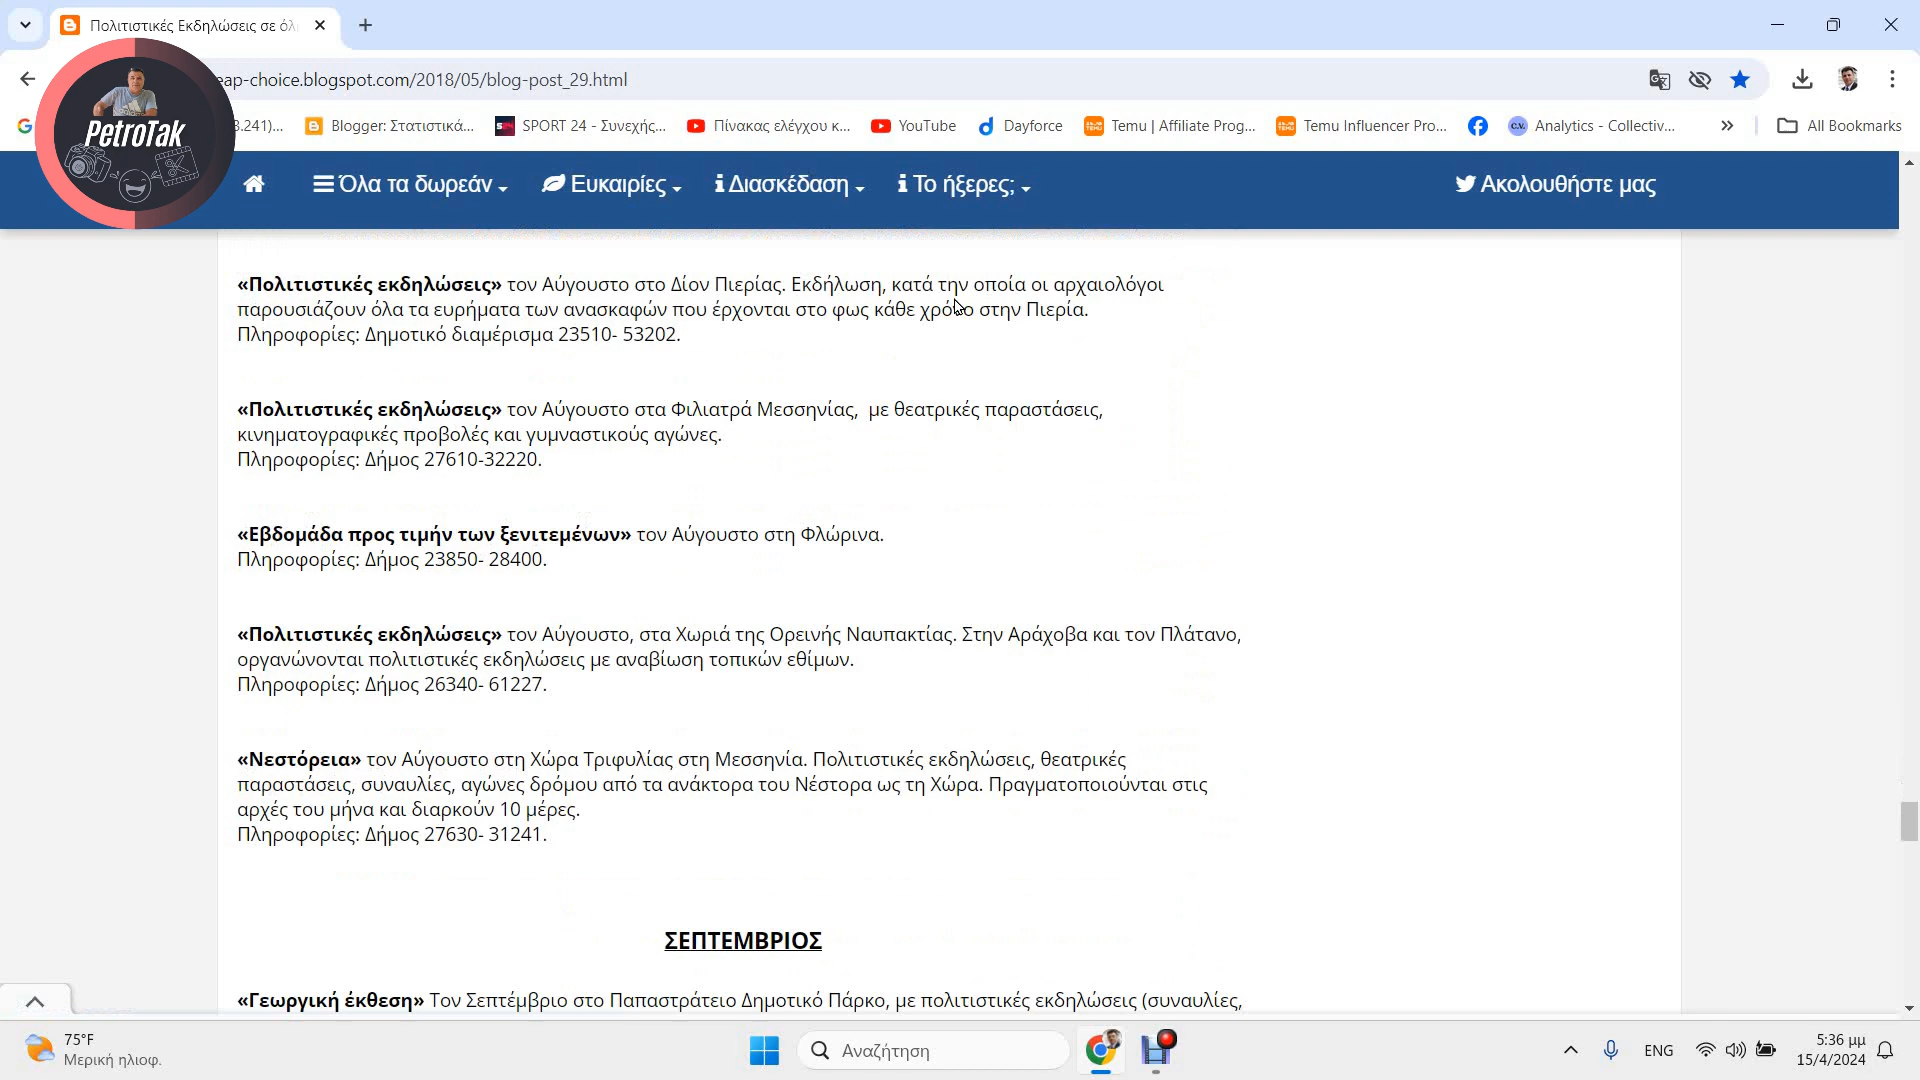 Πολιτιστικές Εκδηλώσεις σε όλ
eap-choice.blogspot.com/2018/05/blog-post_29.html
3.241)...
Blogger: Στατιστικά...
SPORT 24 - Συνεχής...
Πίνακας ελέγχου κ...
YouTube
Dayforce
Temu | Affiliate Prog...
Temu Influencer Pro...
Analytics - Collectiv...
All Bookmarks
PetroTak
Όλα τα δωρεάν
Ευκαιρίες
Διασκέδαση
Το ήξερες;
Ακολουθήστε μας
«Πολιτιστικές εκδηλώσεις» τον Αύγουστο στο Δίον Πιερίας. Εκδήλωση, κατά την οποία οι αρχαιολόγοι
παρουσιάζουν όλα τα ευρήματα των ανασκαφών που έρχονται στο φως κάθε χρόνο στην Πιερία.
Πληροφορίες: Δημοτικό διαμέρισμα 23510- 53202.
«Πολιτιστικές εκδηλώσεις» τον Αύγουστο στα Φιλιατρά Μεσσηνίας,  με θεατρικές παραστάσεις,
κινηματογραφικές προβολές και γυμναστικούς αγώνες.
Πληροφορίες: Δήμος 27610-32220.
«Εβδομάδα προς τιμήν των ξενιτεμένων» τον Αύγουστο στη Φλώρινα.
Πληροφορίες: Δήμος 23850- 28400.
«Πολιτιστικές εκδηλώσεις» τον Αύγουστο, στα Χωριά της Ορεινής Ναυπακτίας. Στην Αράχοβα και τον Πλάτανο,
οργανώνονται πολιτιστικές εκδηλώσεις με αναβίωση τοπικών εθίμων.
Πληροφορίες: Δήμος 26340- 61227.
«Νεστόρεια» τον Αύγουστο στη Χώρα Τριφυλίας στη Μεσσηνία. Πολιτιστικές εκδηλώσεις, θεατρικές
παραστάσεις, συναυλίες, αγώνες δρόμου από τα ανάκτορα του Νέστορα ως τη Χώρα. Πραγματοποιούνται στις
αρχές του μήνα και διαρκούν 10 μέρες.
Πληροφορίες: Δήμος 27630- 31241.
ΣΕΠΤΕΜΒΡΙΟΣ
«Γεωργική έκθεση» Τον Σεπτέμβριο στο Παπαστράτειο Δημοτικό Πάρκο, με πολιτιστικές εκδηλώσεις (συναυλίες,
75°F
Μερική ηλιοφ.
Αναζήτηση
ENG
5:36 μμ
15/4/2024